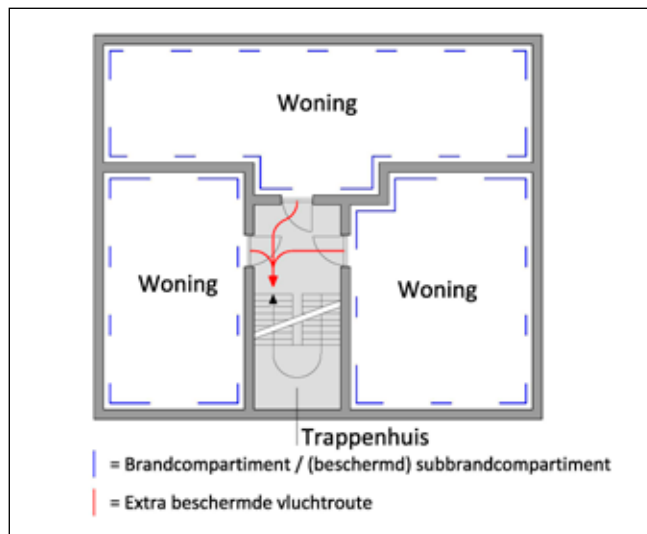 Woning
Woning
Woning
Trappenhuis
= Brandcompartiment / (beschermd) subbrandcompartiment
= Extra beschermde vluchtroute